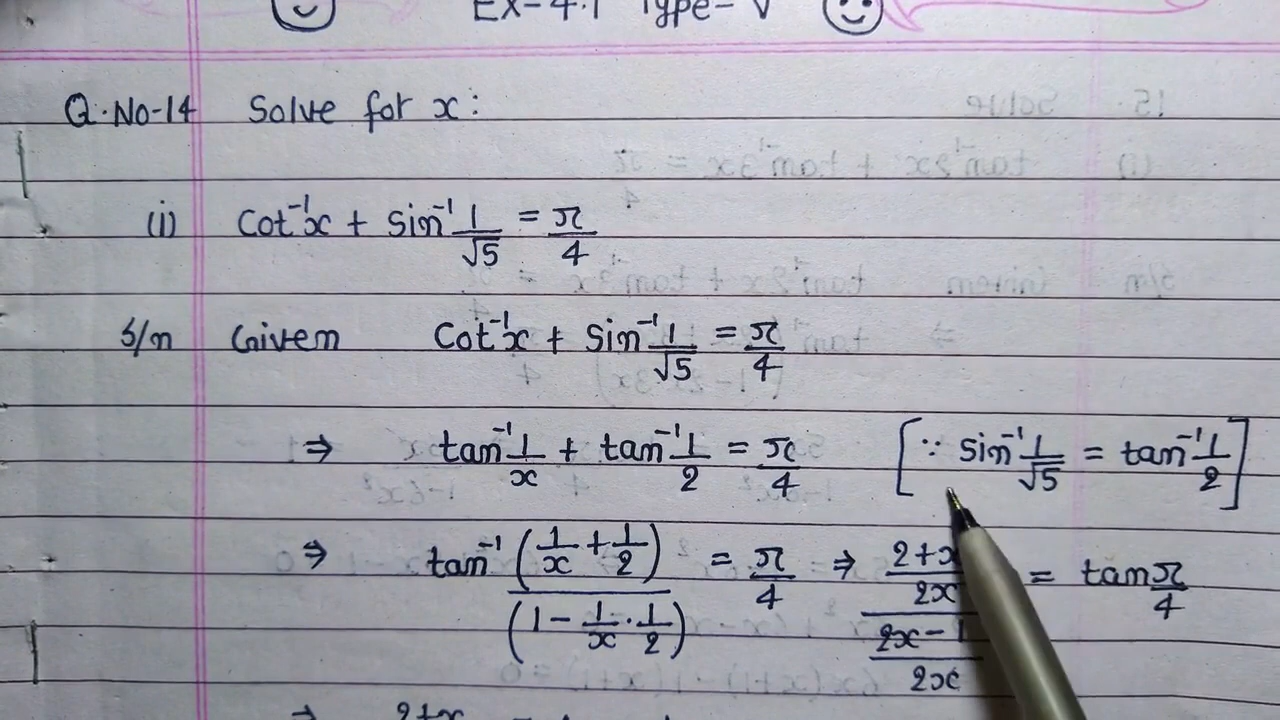 Ex-4.1 Type-V
Q.No-14 Solve for x:
(i) Cot⁻¹x + Sin⁻¹ 1/√5 = π/4
S/n Given Cot⁻¹x + Sin⁻¹ 1/√5 = π/4
⇒ tan⁻¹ 1/x + tan⁻¹ 1/2 = π/4 [∵ Sin⁻¹ 1/√5 = tan⁻¹ 1/2]
⇒ tan⁻¹ (1/x + 1/2)/(1 - 1/x · 1/2) = π/4 ⇒ (2+x/2x)/(2x-1/2x) = tan π/4
⇒ 2+x